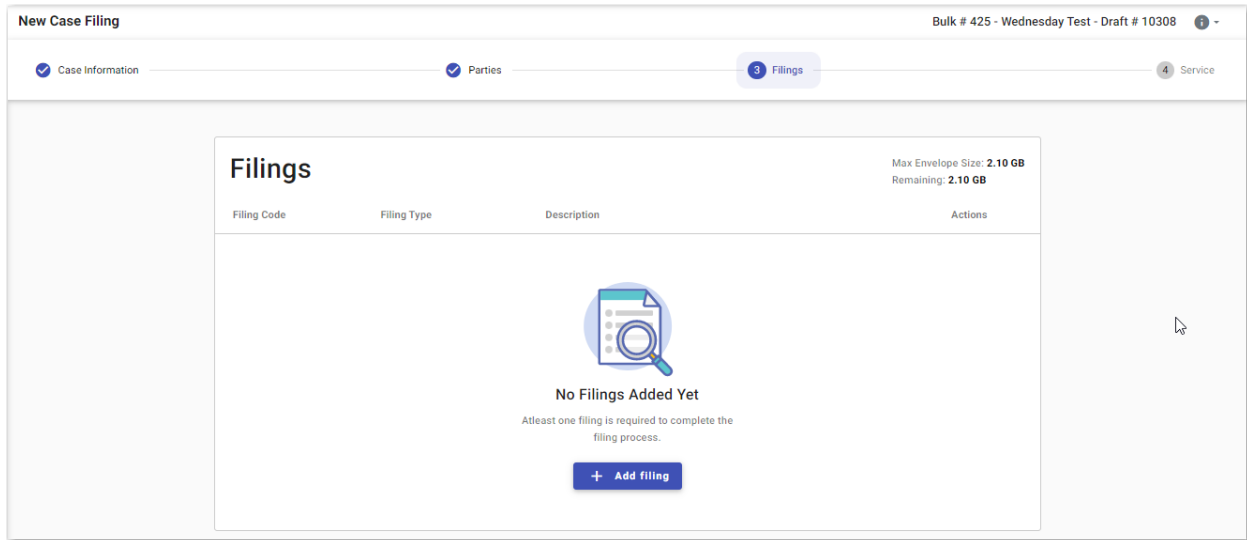 New Case Filing
Bulk # 425 - Wednesday Test - Draft # 10308
Case Information
Parties
3 Filings
4 Service
Filings
Max Envelope Size: 2.10 GB
Remaining: 2.10 GB
Filing Code Filing Type Description Actions
No Filings Added Yet
Atleast one filing is required to complete the
filing process.
+ Add filing